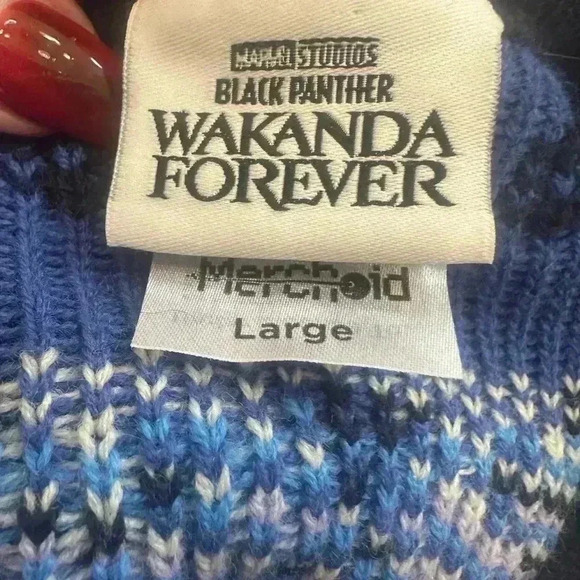 MARVEL STUDIOS
BLACK PANTHER
WAKANDA
FOREVER
Merchoid
Large